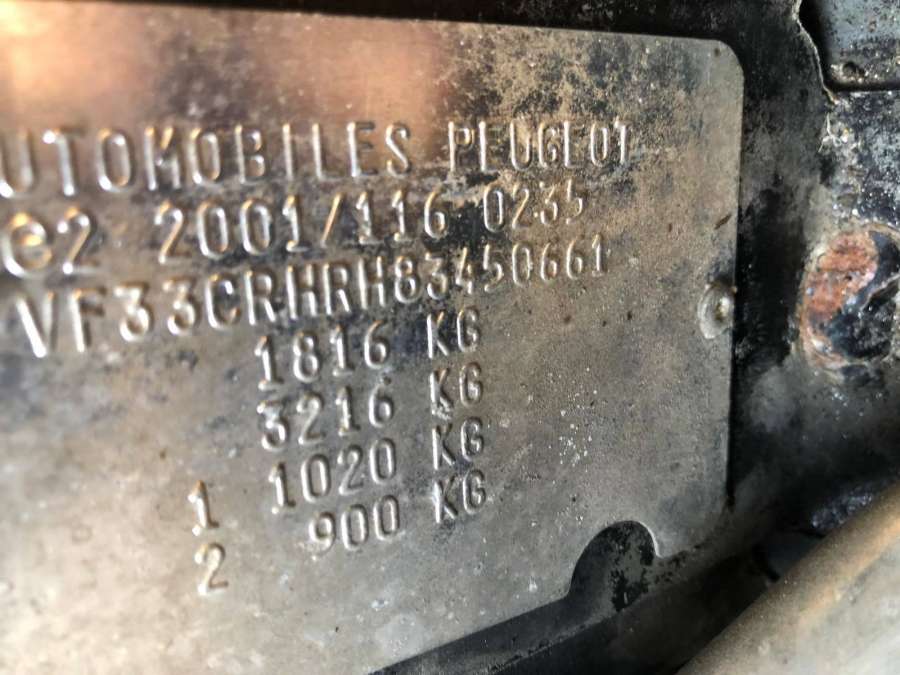 AUTOMOBILES PEUGEOT
e2 2001/116 0235
VF33CRHRH83450661
1816 KG
3216 KG
1 1020 KG
2 900 KG